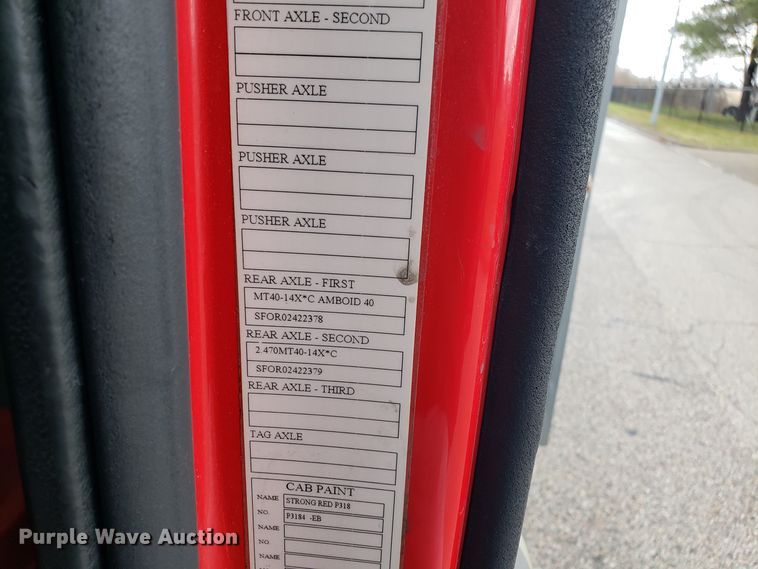 FRONT AXLE - SECOND
PUSHER AXLE
PUSHER AXLE
PUSHER AXLE
REAR AXLE - FIRST
MT40-14X*C AMBOID 40
SFOR02422378
REAR AXLE - SECOND
2.470MT40-14X*C
SFOR02422379
REAR AXLE - THIRD
TAG AXLE
CAB PAINT
NAME STRONG RED P318
NO. P3184 -EB
NAME
NO.
NAME
NO.
Purple Wave Auction®